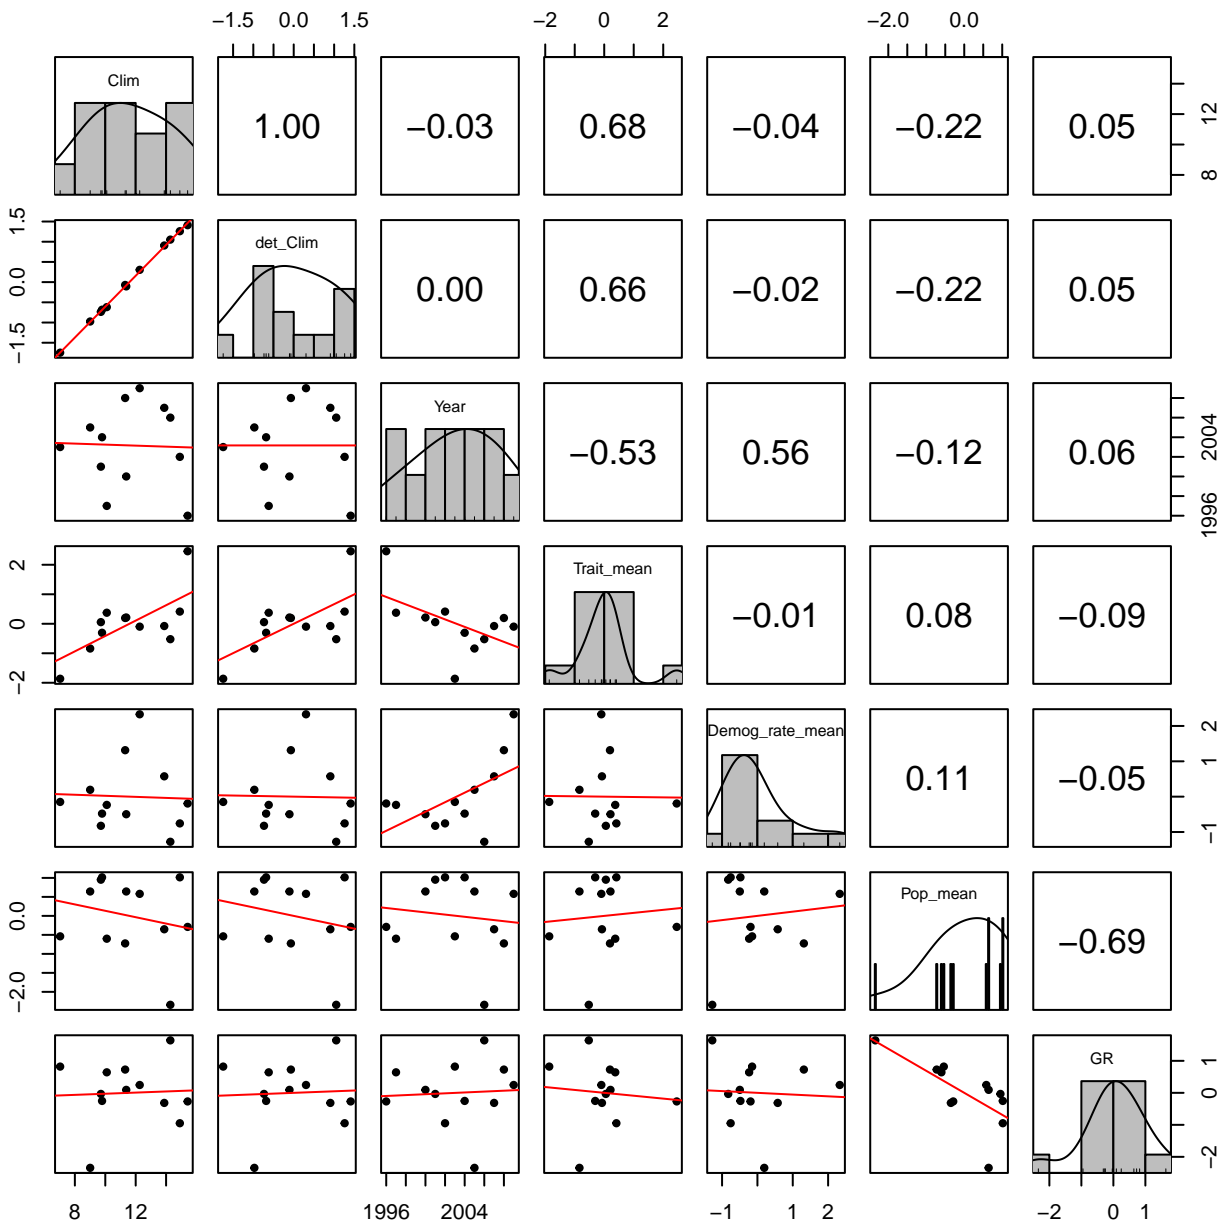 −1.5 0.0 1.5 −2 0 2 −2.0 0.0
Clim 1.00 −0.03 0.68 −0.04 −0.22 0.05 8 12
−1.5 0.0 1.5 det_Clim 0.00 0.66 −0.02 −0.22 0.05
Year −0.53 0.56 −0.12 0.06 1996 2004
−2 0 2 Trait_mean −0.01 0.08 −0.09
Demog_rate_mean 0.11 −0.05 −1 1 2
−2.0 0.0 Pop_mean −0.69
GR −2 0 1
8 12 1996 2004 −1 1 2 −2 0 1